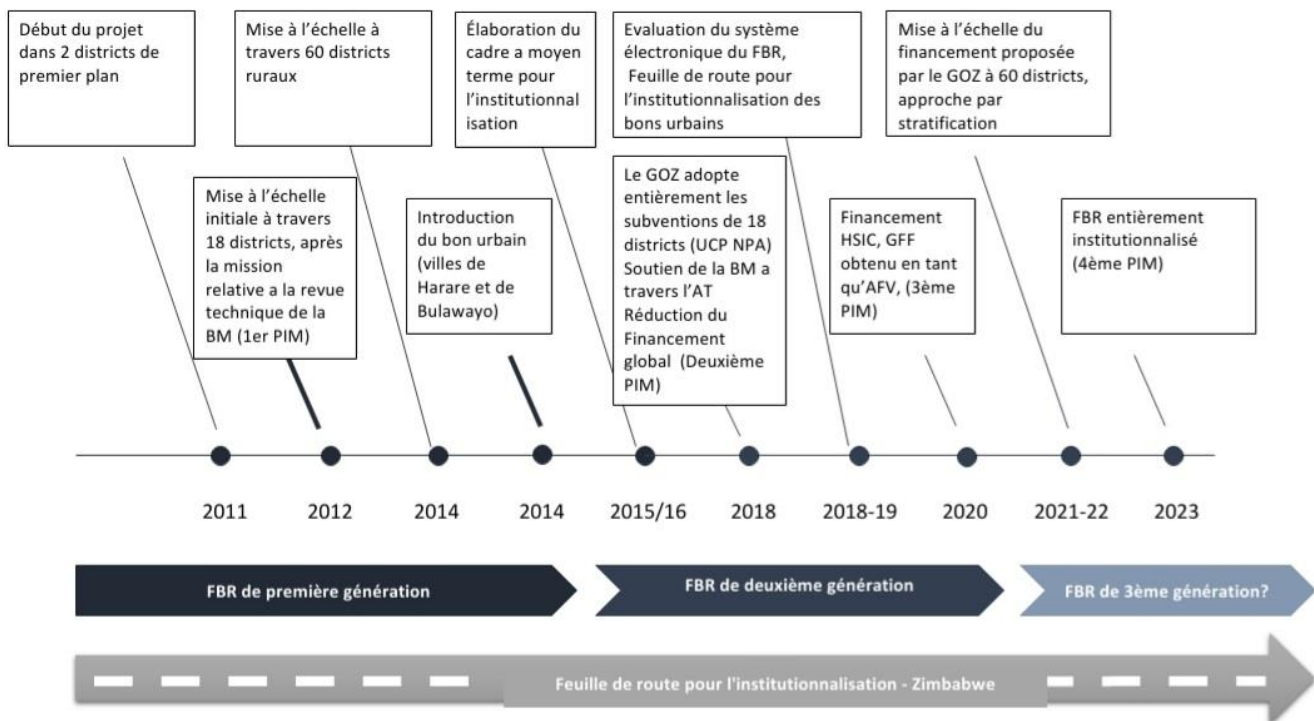 Début du projet
dans 2 districts de
premier plan
Mise à l'échelle à
travers 60 districts
ruraux
Élaboration du
cadre a moyen
terme pour
l'institutionnal
isation
Evaluation du système
électronique du FBR,
Feuille de route pour
l'institutionnalisation des
bons urbains
Mise à l'échelle du
financement proposée
par le GOZ à 60 districts,
approche par
stratification
Mise à l'échelle
initiale à travers
18 districts, après
la mission
relative a la revue
technique de la
BM (1er PIM)
Introduction
du bon urbain
(villes de
Harare et de
Bulawayo)
Le GOZ adopte
entièrement les
subventions de 18
districts (UCP NPA)
Soutien de la BM a
travers l'AT
Réduction du
Financement
global (Deuxième
PIM)
Financement
HSIC, GFF
obtenu en tant
qu'AFV, (3ème
PIM)
FBR entièrement
institutionnalisé
(4ème PIM)
2011 2012 2014 2014 2015/16 2018 2018-19 2020 2021-22 2023
FBR de première génération FBR de deuxième génération FBR de 3ème génération?
Feuille de route pour l'institutionnalisation - Zimbabwe